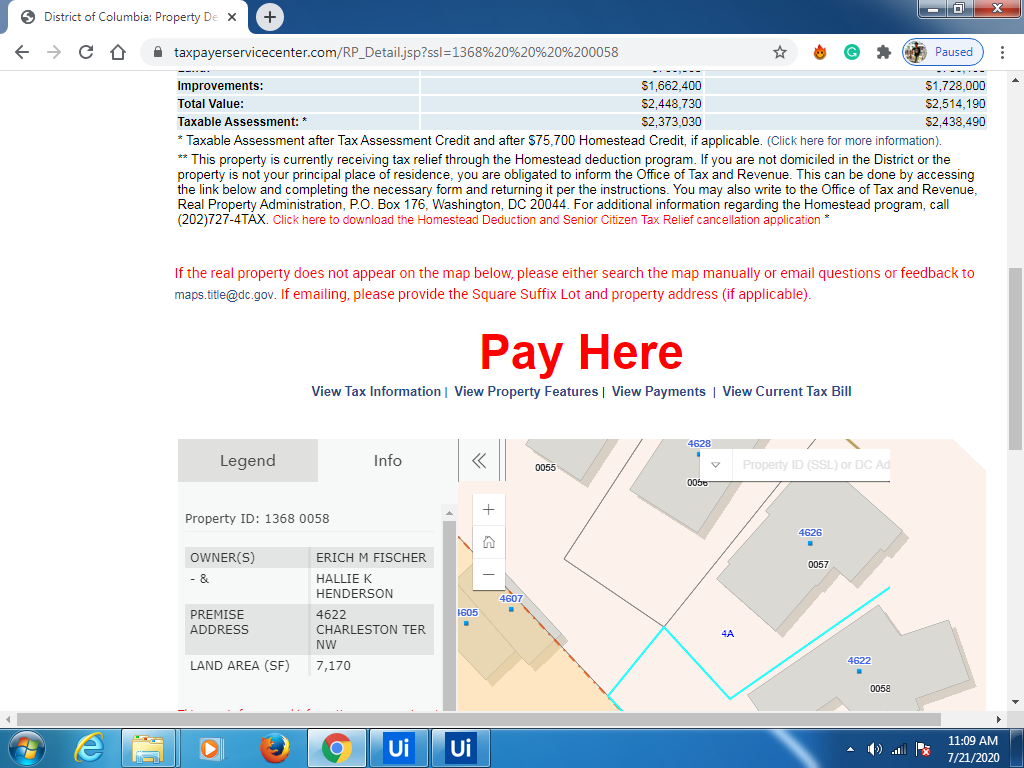 District of Columbia: Property De
taxpayerservicecenter.com/RP_Detail.jsp?ssl=1368%20%20%20%200058
Paused
Improvements: $1,662,400 $1,728,000
Total Value: $2,448,730 $2,514,190
Taxable Assessment: * $2,373,030 $2,438,490
* Taxable Assessment after Tax Assessment Credit and after $75,700 Homestead Credit, if applicable. (Click here for more information).
** This property is currently receiving tax relief through the Homestead deduction program. If you are not domiciled in the District or the
property is not your principal place of residence, you are obligated to inform the Office of Tax and Revenue. This can be done by accessing
the link below and completing the necessary form and returning it per the instructions. You may also write to the Office of Tax and Revenue,
Real Property Administration, P.O. Box 176, Washington, DC 20044. For additional information regarding the Homestead program, call
(202)727-4TAX. Click here to download the Homestead Deduction and Senior Citizen Tax Relief cancellation application *
If the real property does not appear on the map below, please either search the map manually or email questions or feedback to
maps.title@dc.gov. If emailing, please provide the Square Suffix Lot and property address (if applicable).
Pay Here
View Tax Information | View Property Features | View Payments | View Current Tax Bill
Legend Info
Property ID: 1368 0058
OWNER(S) ERICH M FISCHER
- & HALLIE K
HENDERSON
PREMISE 4622
ADDRESS CHARLESTON TER
NW
LAND AREA (SF) 7,170
4628
Property ID (SSL) or DC Ad
0055
0056
4626
0057
4607
4605
4A
4622
0058
Ui Ui
11:09 AM
7/21/2020